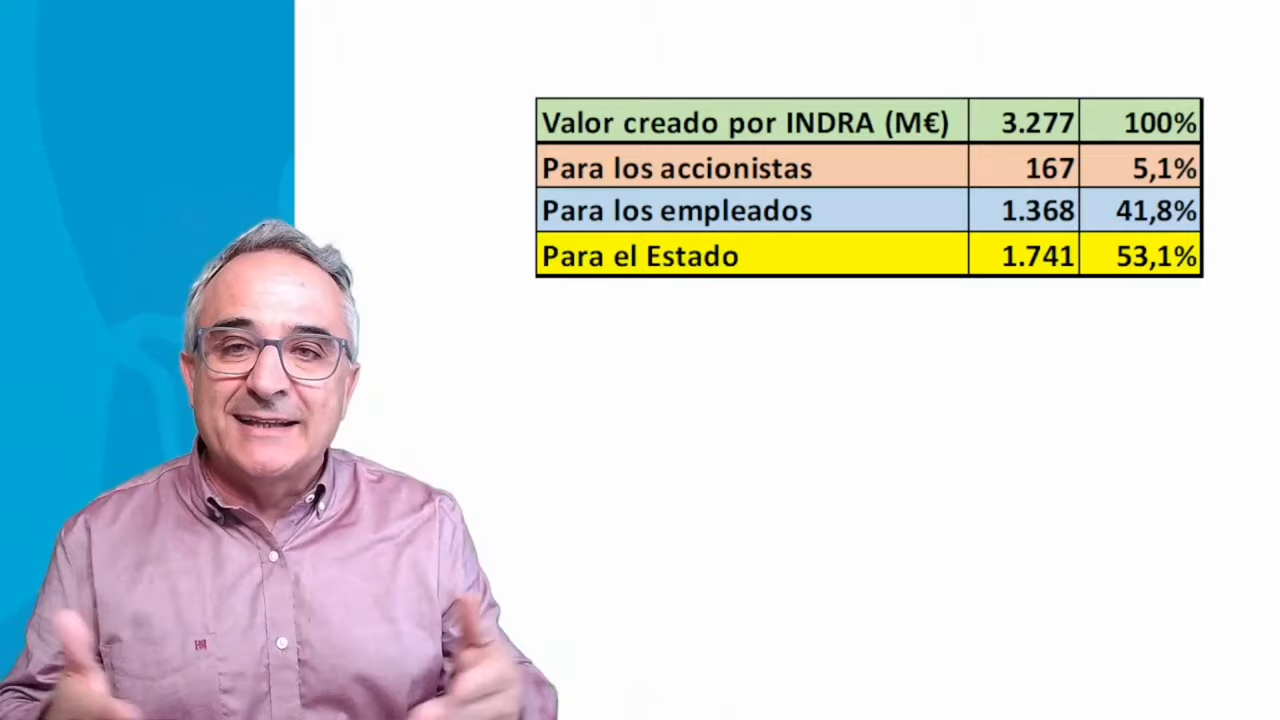 Valor creado por INDRA (M€) 3.277 100%
Para los accionistas 167 5,1%
Para los empleados 1.368 41,8%
Para el Estado 1.741 53,1%